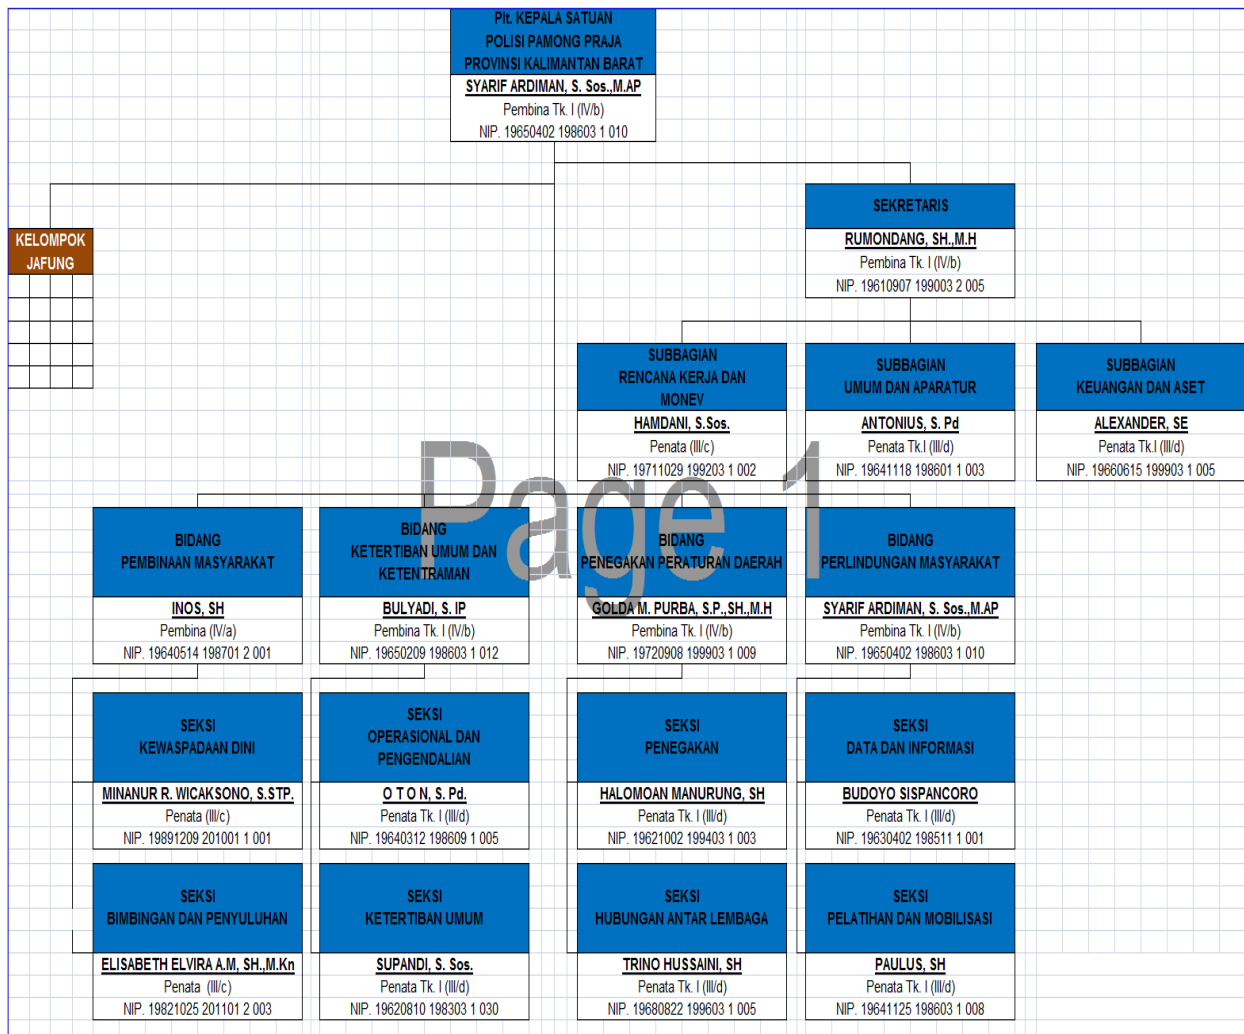 Plt. KEPALA SATUAN
POLISI PAMONG PRAJA
PROVINSI KALIMANTAN BARAT
SYARIF ARDIMAN, S. Sos.,M.AP
Pembina Tk. I (IV/b)
NIP. 19650402 198603 1 010
SEKRETARIS
RUMONDANG, SH.,M.H
Pembina Tk. I (IV/b)
NIP. 19610907 199003 2 005
KELOMPOK
JAFUNG
SUBBAGIAN
RENCANA KERJA DAN
MONEV
HAMDANI, S.Sos.
Penata (III/c)
NIP. 19711029 199203 1 002
SUBBAGIAN
UMUM DAN APARATUR
ANTONIUS, S. Pd
Penata Tk.I (III/d)
NIP. 19641118 198601 1 003
SUBBAGIAN
KEUANGAN DAN ASET
ALEXANDER, SE
Penata Tk.I (III/d)
NIP. 19660615 199903 1 005
Page 1
BIDANG
PEMBINAAN MASYARAKAT
INOS, SH
Pembina (IV/a)
NIP. 19640514 198701 2 001
BIDANG
KETERTIBAN UMUM DAN
KETENTRAMAN
BULYADI, S. IP
Pembina Tk. I (IV/b)
NIP. 19650209 198603 1 012
BIDANG
PENEGAKAN PERATURAN DAERAH
GOLDA M. PURBA, S.P.,SH.,M.H
Pembina Tk. I (IV/b)
NIP. 19720908 199903 1 009
BIDANG
PERLINDUNGAN MASYARAKAT
SYARIF ARDIMAN, S. Sos.,M.AP
Pembina Tk. I (IV/b)
NIP. 19650402 198603 1 010
SEKSI
KEWASPADAAN DINI
MINANUR R. WICAKSONO, S.STP.
Penata (III/c)
NIP. 19891209 201001 1 001
SEKSI
OPERASIONAL DAN
PENGENDALIAN
O T O N, S. Pd.
Penata Tk. I (III/d)
NIP. 19640312 198609 1 005
SEKSI
PENEGAKAN
HALOMOAN MANURUNG, SH
Penata Tk. I (III/d)
NIP. 19621002 199403 1 003
SEKSI
DATA DAN INFORMASI
BUDOYO SISPANCORO
Penata Tk. I (III/d)
NIP. 19630402 198511 1 001
SEKSI
BIMBINGAN DAN PENYULUHAN
ELISABETH ELVIRA A.M, SH.,M.Kn
Penata (III/c)
NIP. 19821025 201101 2 003
SEKSI
KETERTIBAN UMUM
SUPANDI, S. Sos.
Penata Tk. I (III/d)
NIP. 19620810 198303 1 030
SEKSI
HUBUNGAN ANTAR LEMBAGA
TRINO HUSSAINI, SH
Penata Tk. I (III/d)
NIP. 19680822 199603 1 005
SEKSI
PELATIHAN DAN MOBILISASI
PAULUS, SH
Penata Tk. I (III/d)
NIP. 19641125 198603 1 008